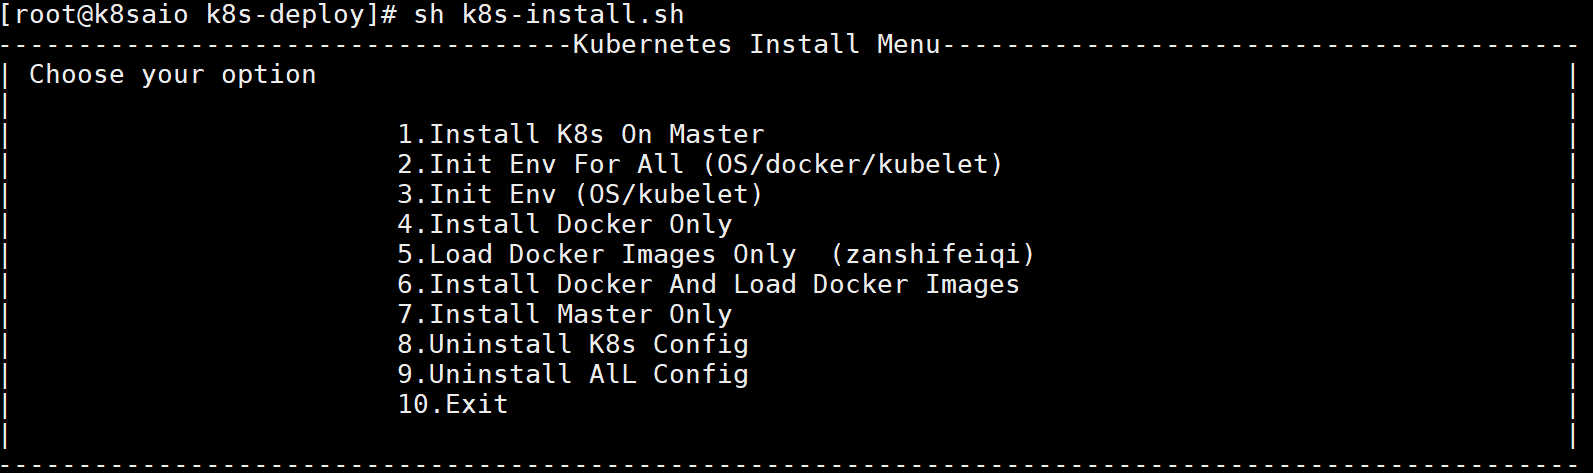 [root@k8saio k8s-deploy]# sh k8s-install.sh
------------------------------------Kubernetes Install Menu----------------------------------------
| Choose your option |
| |
| 1.Install K8s On Master |
| 2.Init Env For All (OS/docker/kubelet) |
| 3.Init Env (OS/kubelet) |
| 4.Install Docker Only |
| 5.Load Docker Images Only  (zanshifeiqi) |
| 6.Install Docker And Load Docker Images |
| 7.Install Master Only |
| 8.Uninstall K8s Config |
| 9.Uninstall AlL Config |
| 10.Exit |
| |
---------------------------------------------------------------------------------------------------